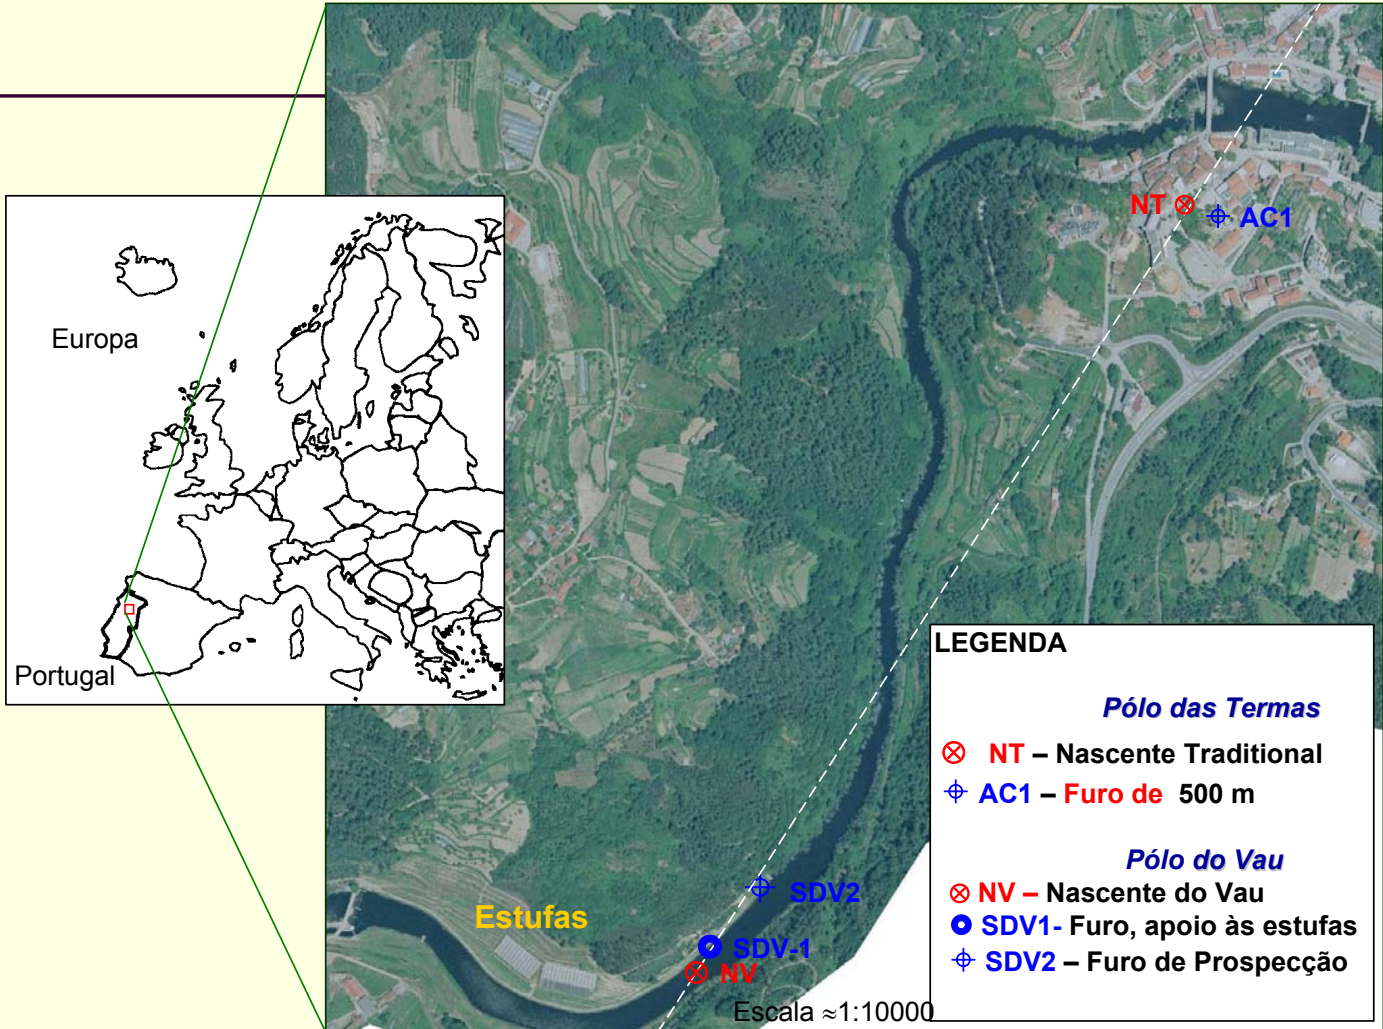 Europa
Portugal
NT
AC1
Estufas
SDV2
SDV-1
NV
Escala ≈1:10000
LEGENDA
Pólo das Termas
NT – Nascente Traditional
AC1 – Furo de 500 m
Pólo do Vau
NV – Nascente do Vau
SDV1- Furo, apoio às estufas
SDV2 – Furo de Prospecção